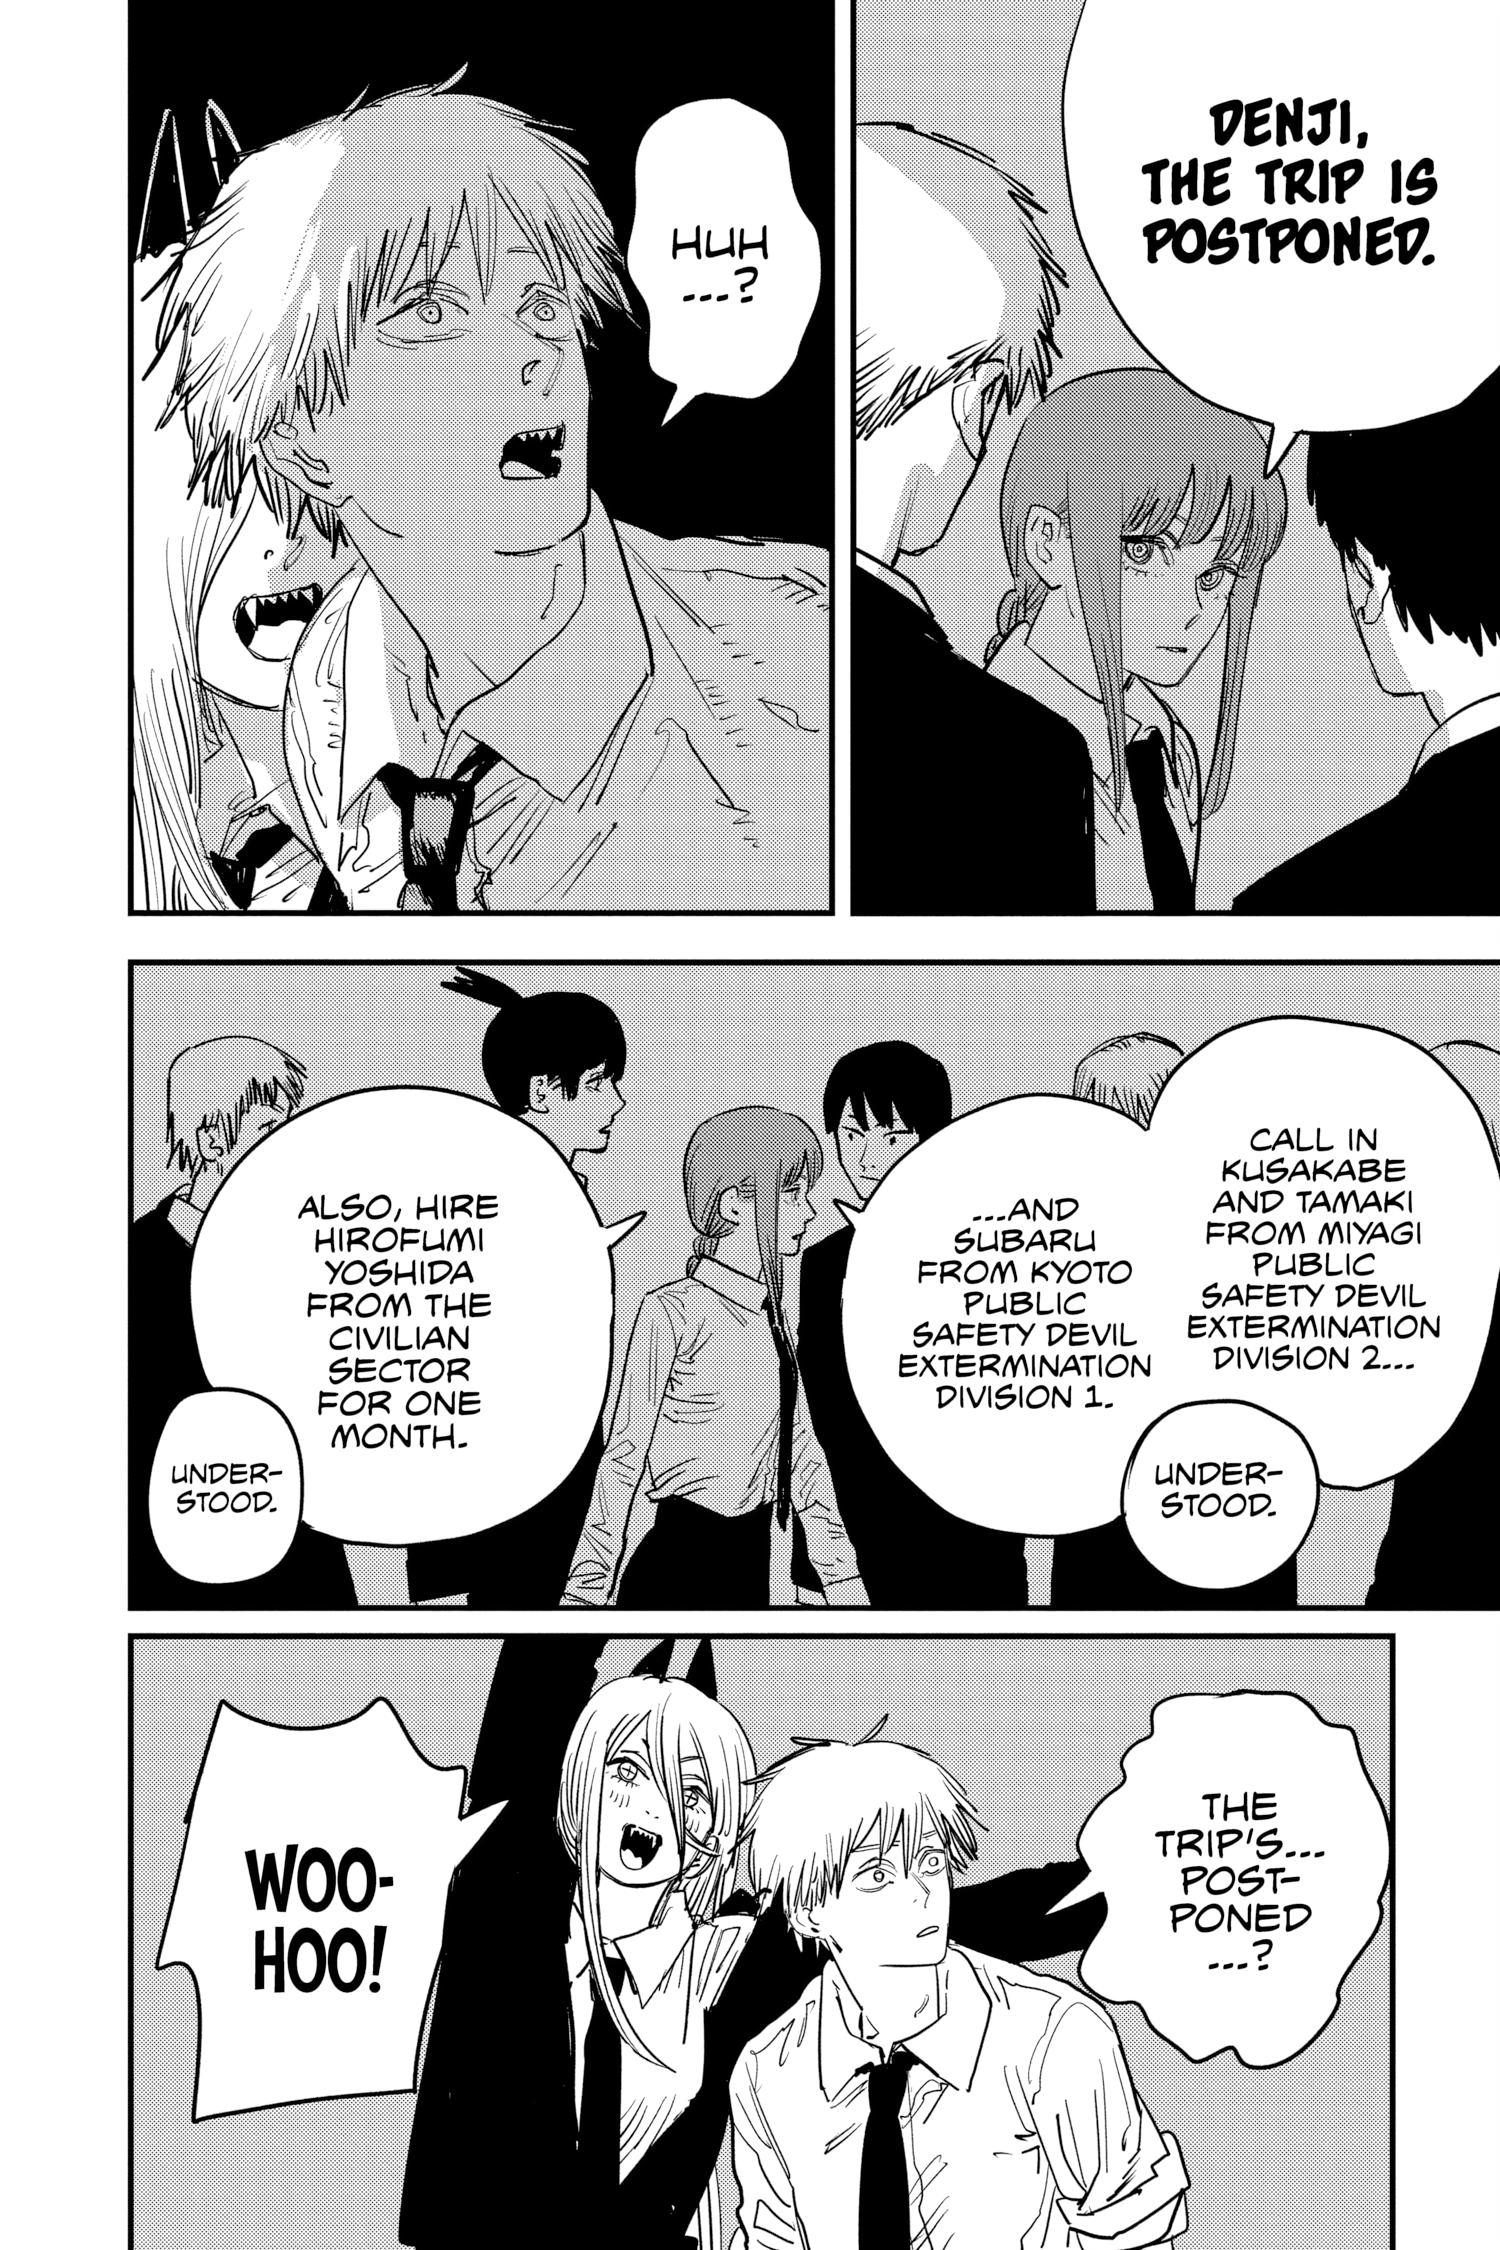 DENJI,
THE TRIP IS
POSTPONED.
HUH
...?
CALL IN
KUSAKABE
AND TAMAKI
FROM MIYAGI
PUBLIC
SAFETY DEVIL
EXTERMINATION
DIVISION 2...
...AND
SUBARU
FROM KYOTO
PUBLIC
SAFETY DEVIL
EXTERMINATION
DIVISION 1.
UNDER-
STOOD.
ALSO, HIRE
HIROFUMI
YOSHIDA
FROM THE
CIVILIAN
SECTOR
FOR ONE
MONTH.
UNDER-
STOOD.
THE
TRIP'S...
POST-
PONED
...?
WOO-
HOO!